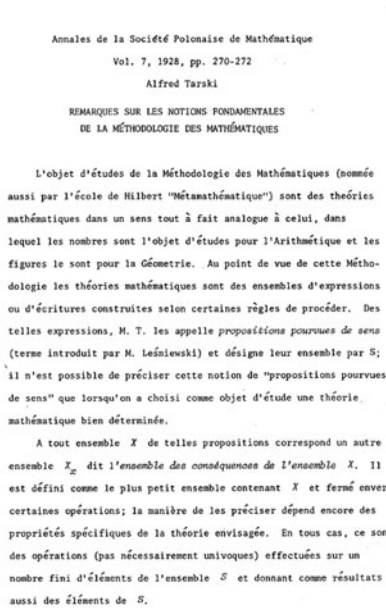 Annales de la Société Polonaise de Mathématique
Vol. 7, 1928, pp. 270-272
Alfred Tarski
REMARQUES SUR LES NOTIONS FONDAMENTALES
DE LA MÉTHODOLOGIE DES MATHÉMATIQUES
L'objet d'études de la Méthodologie des Mathématiques (nommée
aussi par l'école de Hilbert "Métamathématique") sont des theóries
mathématiques dans un sens tout à fait analogue à celui, dans
lequel les nombres sont l'objet d'études pour l'Arithmétique et les
figures le sont pour la Géometrie. Au point de vue de cette Métho-
dologie les théories mathématiques sont des ensembles d'expressions
ou d'écritures construites selon certaines règles de procéder. Des
telles expressions, M. T. les appelle propositions pourvues de sens
(terme introduit par M. Leśniewski) et désigne leur ensemble par S;
il n'est possible de préciser cette notion de "propositions pourvues
de sens" que lorsqu'on a choisi comme objet d'étude une théorie
mathématique bien déterminée.
A tout ensemble X de telles propositions correspond un autre
ensemble X_x dit l'ensemble des conséquences de l'ensemble X. Il
est défini comme le plus petit ensemble contenant X et fermé enver
certaines opérations; la manière de les préciser dépend encore des
propriétés spécifiques de la théorie envisagée. En tous cas, ce son
des opérations (pas nécessairement univoques) effectuées sur un
nombre fini d'éléments de l'ensemble S et donnant comme résultats
aussi des éléments de S.